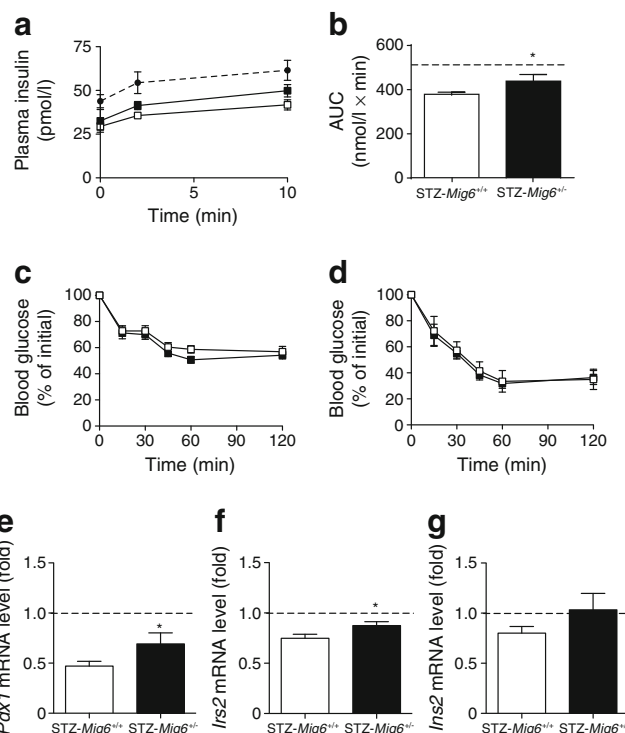 a
Plasma insulin
(pmol/l)
75
50
25
0
0
5
10
Time (min)
b
AUC
(nmol/l × min)
600
400
200
0
*
STZ-Mig6+/+
STZ-Mig6+/-
c
Blood glucose
(% of initial)
100
80
60
40
20
0
0
30
60
90
120
Time (min)
d
Blood glucose
(% of initial)
100
80
60
40
20
0
0
30
60
90
120
Time (min)
e
Pdx1 mRNA level (fold)
1.5
1.0
0.5
0
*
STZ-Mig6+/+
STZ-Mig6+/-
f
Irs2 mRNA level (fold)
1.5
1.0
0.5
0
*
STZ-Mig6+/+
STZ-Mig6+/-
g
Ins2 mRNA level (fold)
1.5
1.0
0.5
0
STZ-Mig6+/+
STZ-Mig6+/-